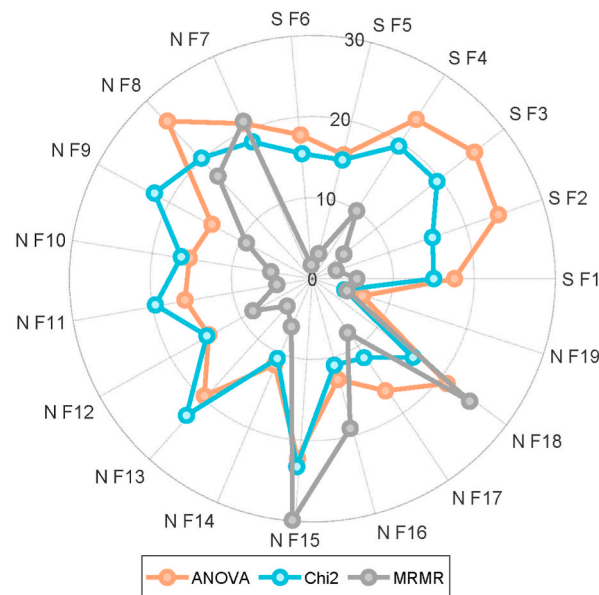 S F6
30
S F5
N F7
S F4
N F8
S F3
20
N F9
S F2
10
N F10
0
S F1
N F11
N F19
N F12
N F18
N F13
N F17
N F14
N F16
N F15
ANOVA Chi2 MRMR